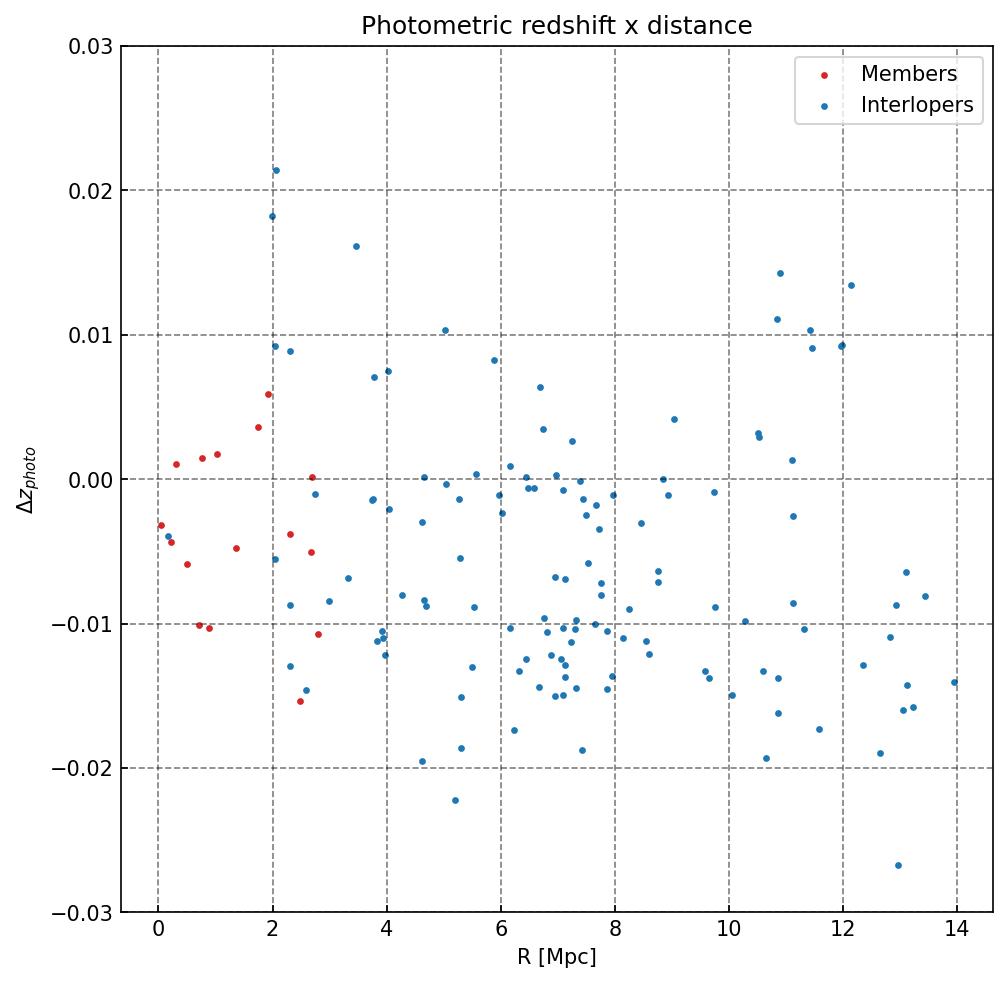 Photometric redshift x distance
Members
Interlopers
0.03
0.02
0.01
0.00
−0.01
−0.02
−0.03
Δz_photo
0 2 4 6 8 10 12 14
R [Mpc]